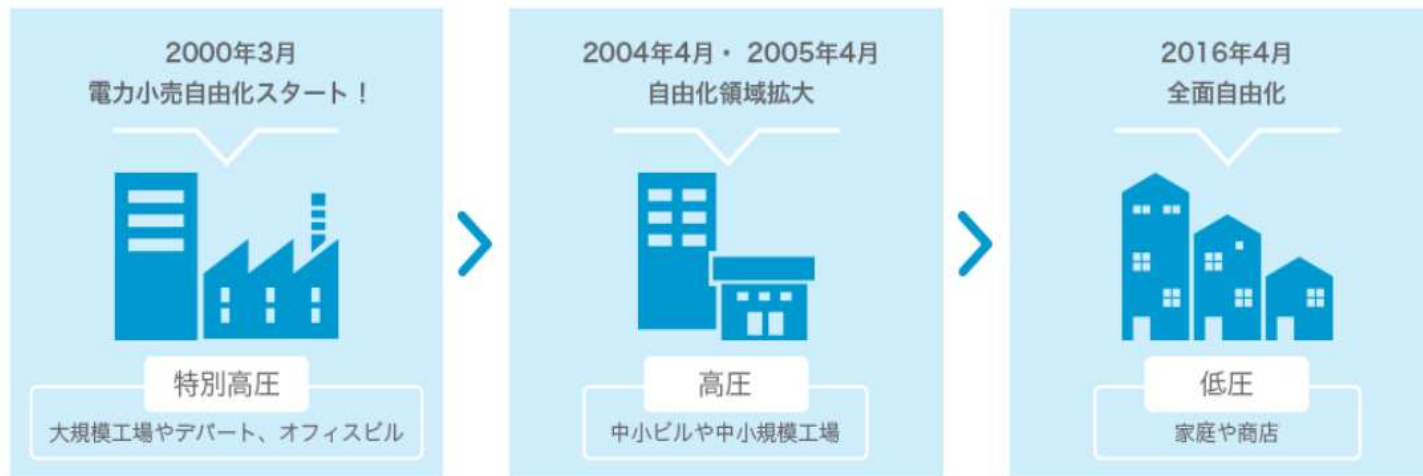 2000年3月
電力小売自由化スタート！
特別高圧
大規模工場やデパート、オフィスビル
2004年4月・ 2005年4月
自由化領域拡大
高圧
中小ビルや中小規模工場
2016年4月
全面自由化
低圧
家庭や商店